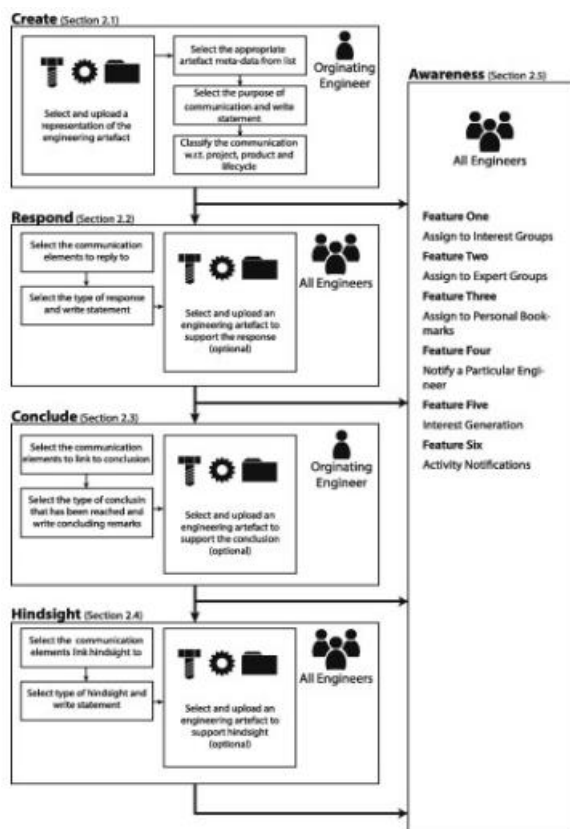 Create (Section 2.1)
Select and upload a
representation of the
engineering artefact
Select the appropriate
artefact meta-data from list
Select the purpose of
communication and write
statement
Classify the communication
w.r.t. project, product and
lifecycle
Orginating
Engineer
Respond (Section 2.2)
Select the communication
elements to reply to
Select the type of response
and write statement
Select and upload an
engineering artefact to
support the response
(optional)
All Engineers
Conclude (Section 2.3)
Select the communication
elements to link to conclusion
Select the type of conclusin
that has been reached and
write concluding remarks
Select and upload an
engineering artefact to
support the conclusion
(optional)
Orginating
Engineer
Hindsight (Section 2.4)
Select the communication
elements link hindsight to
Select type of hindsight and
write statement
Select and upload an
engineering artefact to
support hindsight
(optional)
All Engineers
Awareness (Section 2.5)
All Engineers
Feature One
Assign to Interest Groups
Feature Two
Assign to Expert Groups
Feature Three
Assign to Personal Book-
marks
Feature Four
Notify a Particular Engi-
neer
Feature Five
Interest Generation
Feature Six
Activity Notifications